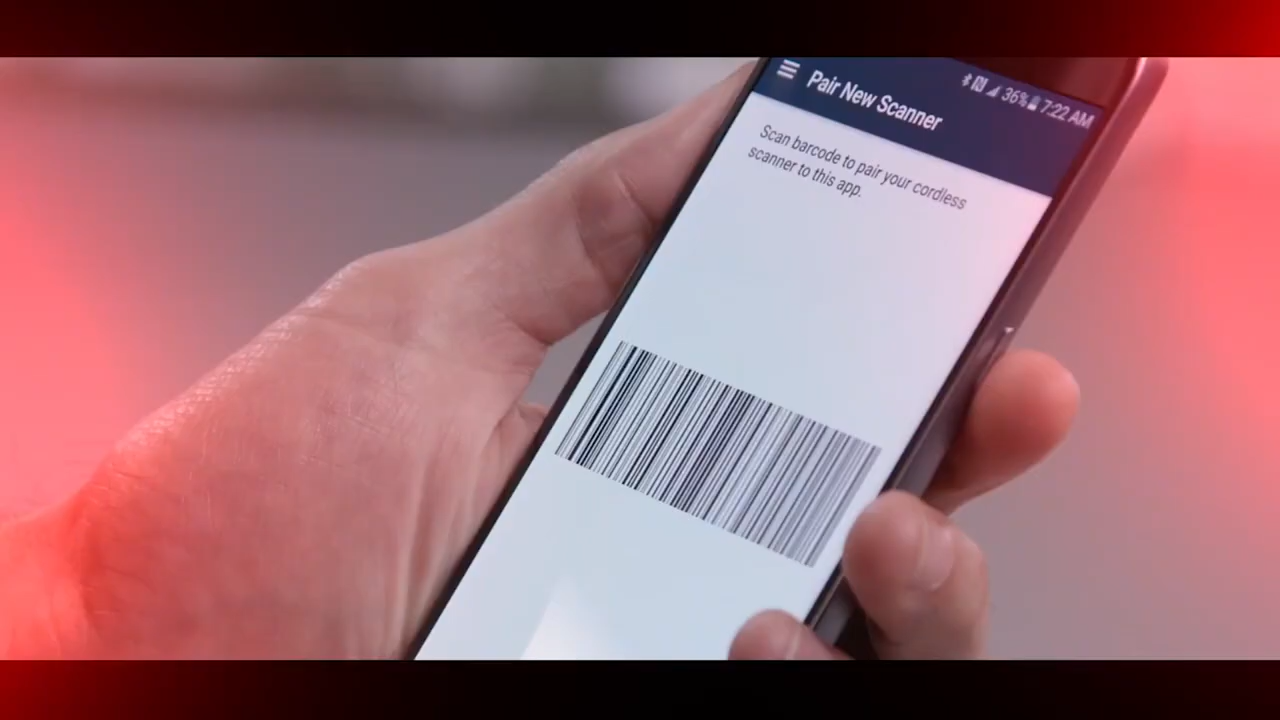 36% 7:22 AM
Pair New Scanner
Scan barcode to pair your cordless
scanner to this app.